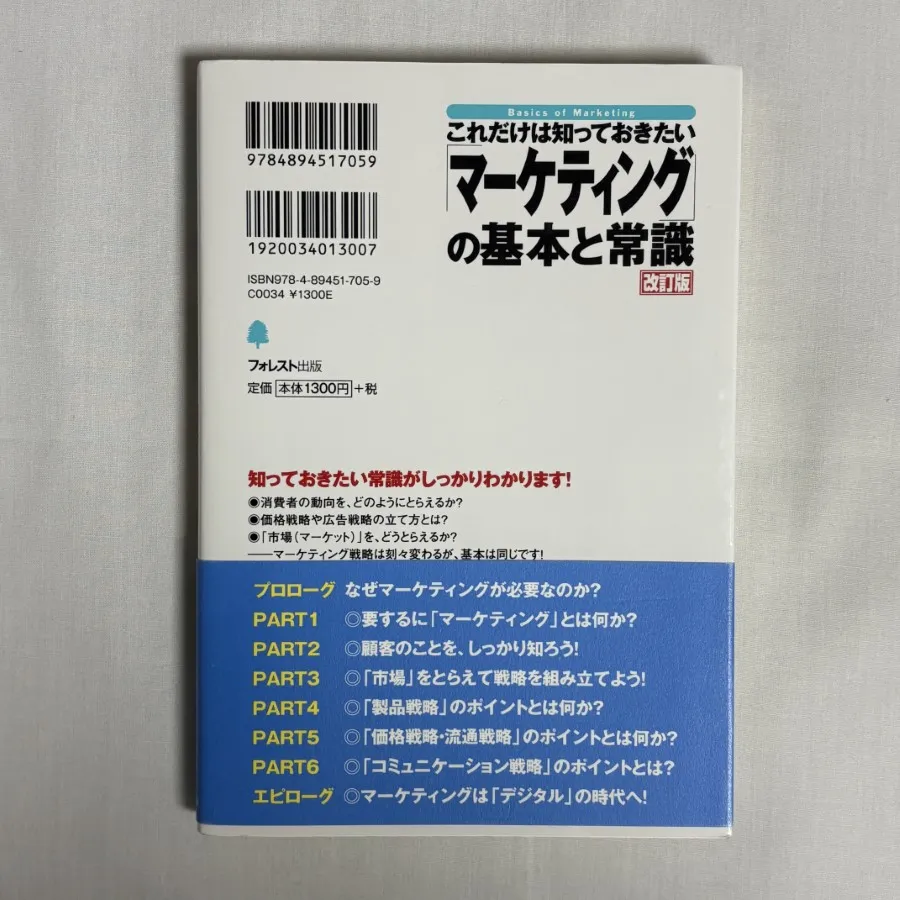 9784894517059
1920034013007
ISBN978-4-89451-705-9
C0034 ¥1300E
フォレスト出版
定価 本体1300円+税
Basics of Marketing
これだけは知っておきたい
「マーケティング」
の基本と常識
改訂版
知っておきたい常識がしっかりわかります!
◉消費者の動向を、どのようにとらえるか?
◉価格戦略や広告戦略の立て方とは?
◉「市場(マーケット)」を、どうとらえるか?
——マーケティング戦略は刻々変わるが、基本は同じです!
プロローグ なぜマーケティングが必要なのか?
PART1 ◎要するに「マーケティング」とは何か?
PART2 ◎顧客のことを、しっかり知ろう!
PART3 ◎「市場」をとらえて戦略を組み立てよう!
PART4 ◎「製品戦略」のポイントとは何か?
PART5 ◎「価格戦略・流通戦略」のポイントとは何か?
PART6 ◎「コミュニケーション戦略」のポイントとは?
エピローグ ◎マーケティングは「デジタル」の時代へ!